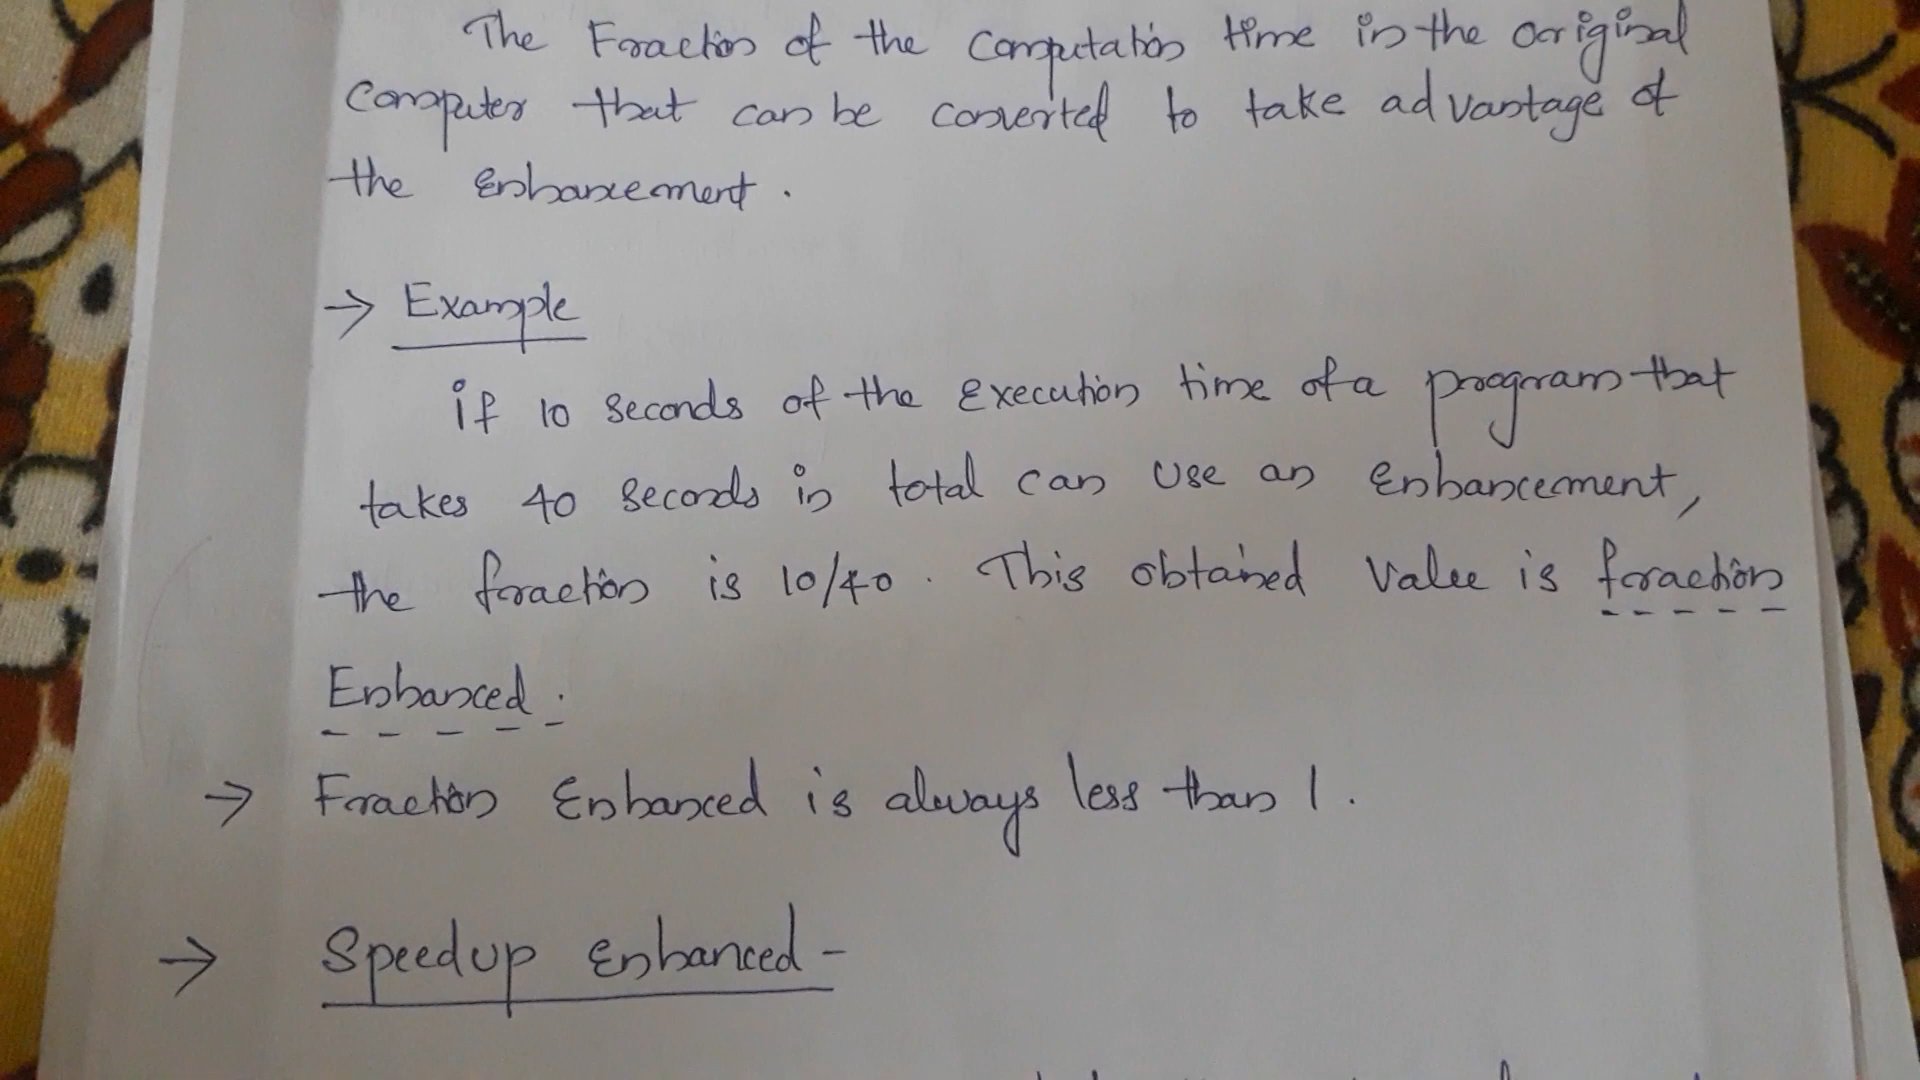 The Fraction of the Computation time in the original
Computer that can be converted to take advantage of
the enhancement.
→ Example
if 10 seconds of the execution time of a program that
takes 40 seconds in total can use an enhancement,
the fraction is 10/40. This obtained value is fraction
Enhanced.
→ Fraction Enhanced is always less than 1.
→ Speedup enhanced -